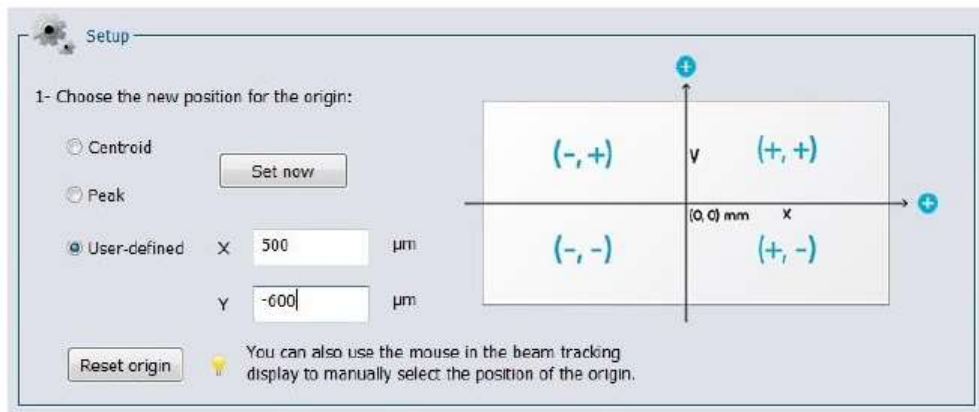 Setup
1- Choose the new position for the origin:
Centroid
Set now
Peak
User-defined X 500 µm
Y -600 µm
Reset origin
You can also use the mouse in the beam tracking
display to manually select the position of the origin.
+
(-, +) Y (+, +)
(0, 0) mm X +
(-, -) (+, -)